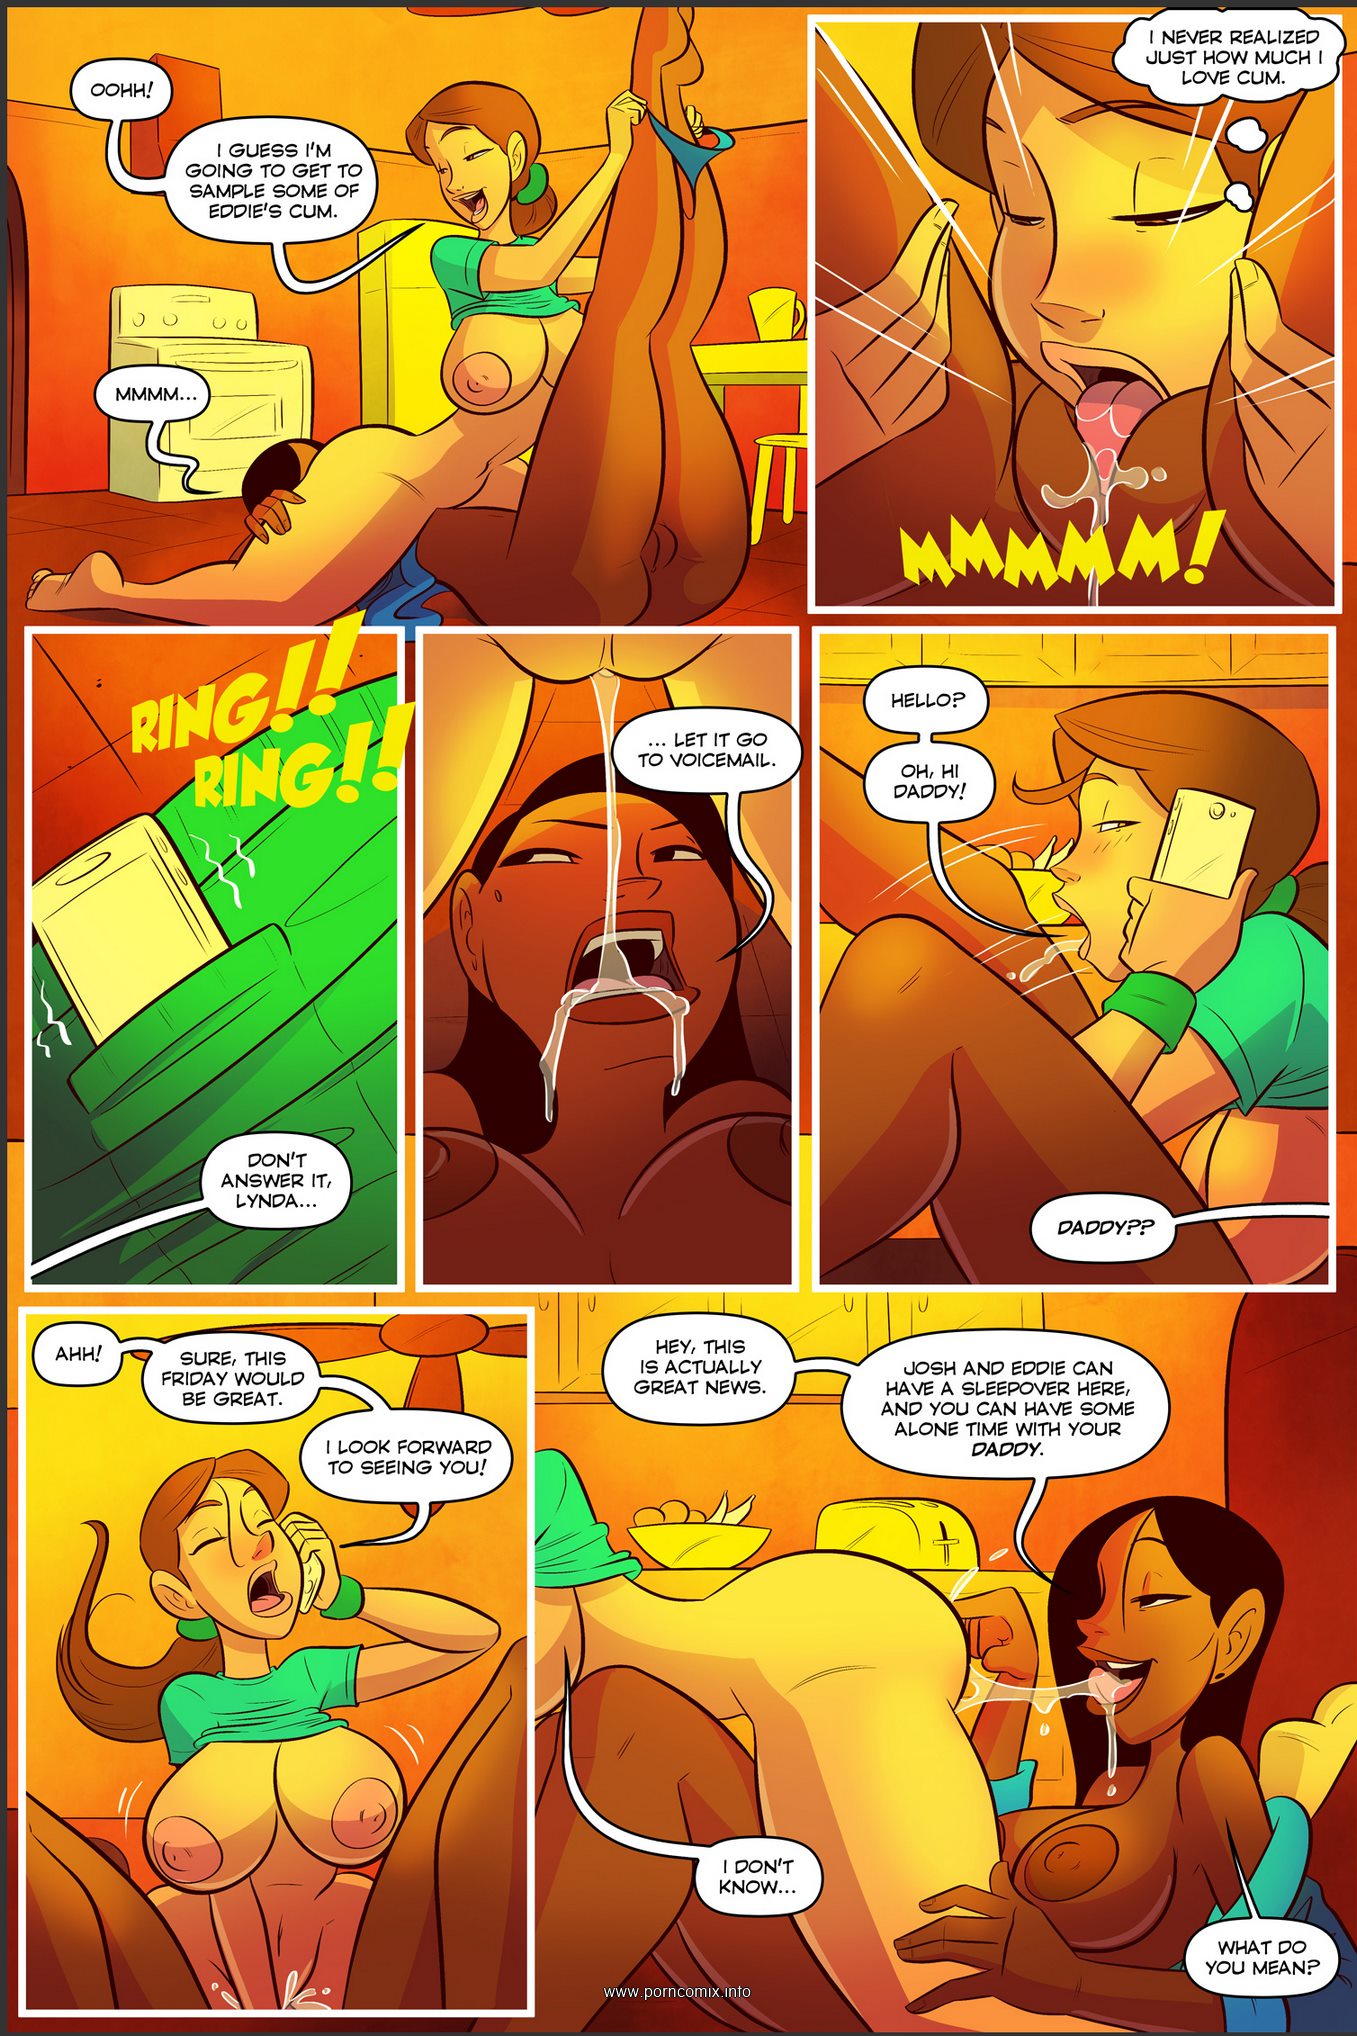 OOHH!
I GUESS I'M
GOING TO GET TO
SAMPLE SOME OF
EDDIE'S CUM.
MMMM...
I NEVER REALIZED
JUST HOW MUCH I
LOVE CUM.
MMMMM!
RING!!
RING!!
DON'T
ANSWER IT,
LYNDA...
... LET IT GO
TO VOICEMAIL.
HELLO?
OH, HI
DADDY!
DADDY??
AHH!
SURE, THIS
FRIDAY WOULD
BE GREAT.
I LOOK FORWARD
TO SEEING YOU!
HEY, THIS
IS ACTUALLY
GREAT NEWS.
JOSH AND EDDIE CAN
HAVE A SLEEPOVER HERE,
AND YOU CAN HAVE SOME
ALONE TIME WITH YOUR
DADDY.
I DON'T
KNOW...
WHAT DO
YOU MEAN?
www.porncomix.info